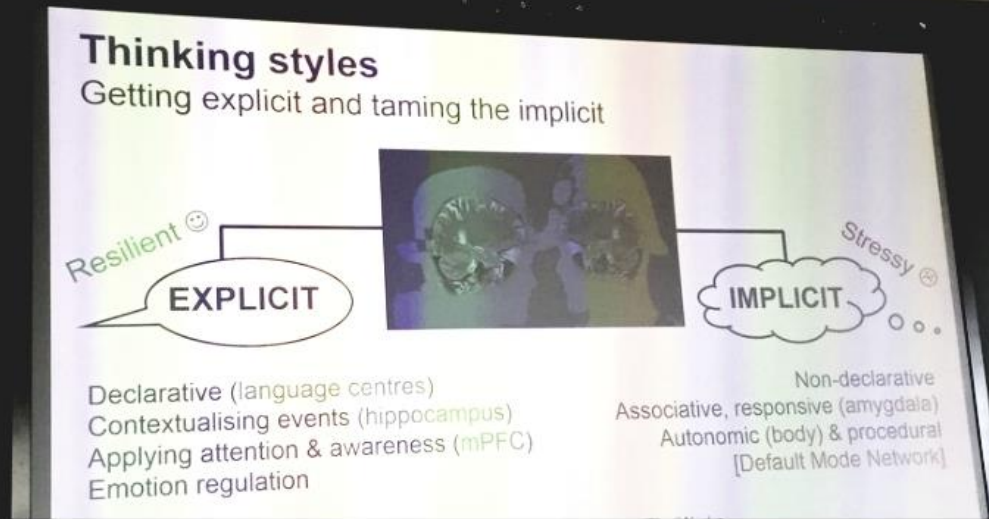 Thinking styles
Getting explicit and taming the implicit
Resilient ☺
Stressy ☹
EXPLICIT
IMPLICIT
Declarative (language centres)
Contextualising events (hippocampus)
Applying attention & awareness (mPFC)
Emotion regulation
Non-declarative
Associative, responsive (amygdala)
Autonomic (body) & procedural
[Default Mode Network]